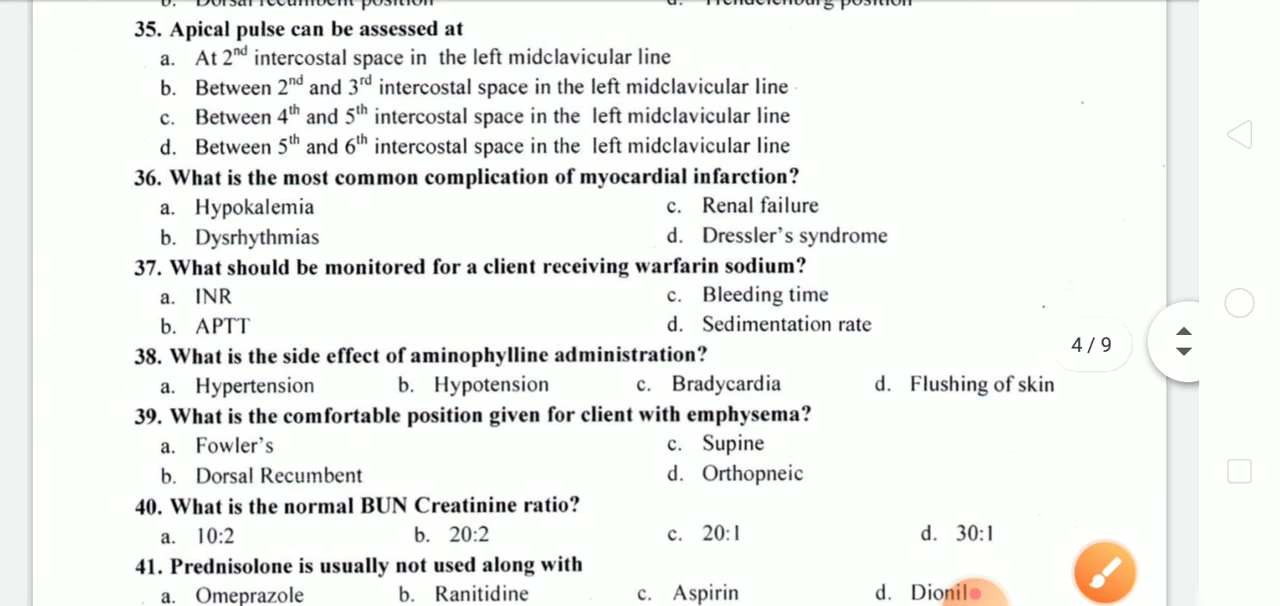 b. Dorsal recumbent position d. Trendelenburg position
35. Apical pulse can be assessed at
a. At 2nd intercostal space in the left midclavicular line
b. Between 2nd and 3rd intercostal space in the left midclavicular line
c. Between 4th and 5th intercostal space in the left midclavicular line
d. Between 5th and 6th intercostal space in the left midclavicular line
36. What is the most common complication of myocardial infarction?
a. Hypokalemia c. Renal failure
b. Dysrhythmias d. Dressler's syndrome
37. What should be monitored for a client receiving warfarin sodium?
a. INR c. Bleeding time
b. APTT d. Sedimentation rate
4 / 9
38. What is the side effect of aminophylline administration?
a. Hypertension b. Hypotension c. Bradycardia d. Flushing of skin
39. What is the comfortable position given for client with emphysema?
a. Fowler's c. Supine
b. Dorsal Recumbent d. Orthopneic
40. What is the normal BUN Creatinine ratio?
a. 10:2 b. 20:2 c. 20:1 d. 30:1
41. Prednisolone is usually not used along with
a. Omeprazole b. Ranitidine c. Aspirin d. Dionil